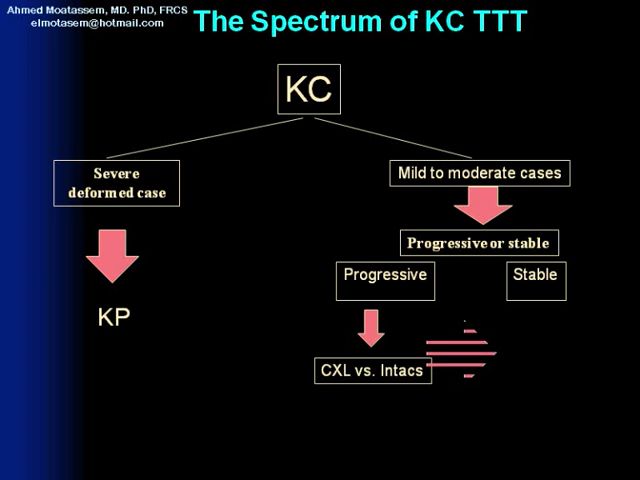 Ahmed Moatassem, MD. PhD, FRCS
elmotasem@hotmail.com
The Spectrum of KC TTT
KC
Severe
deformed case
Mild to moderate cases
Progressive or stable
Progressive
Stable
KP
CXL vs. Intacs